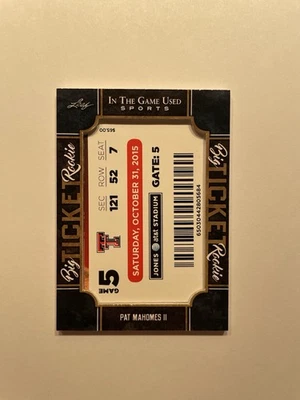 Leaf
IN THE GAME USED
SPORTS
Big
TICKET
Rookie
Big
TICKET
Rookie
$65.00
SEC ROW SEAT
121 52 7
GAME
5
SATURDAY, OCTOBER 31, 2015
JONES AT&T STADIUM
GATE: 5
65030442803684
PAT MAHOMES II